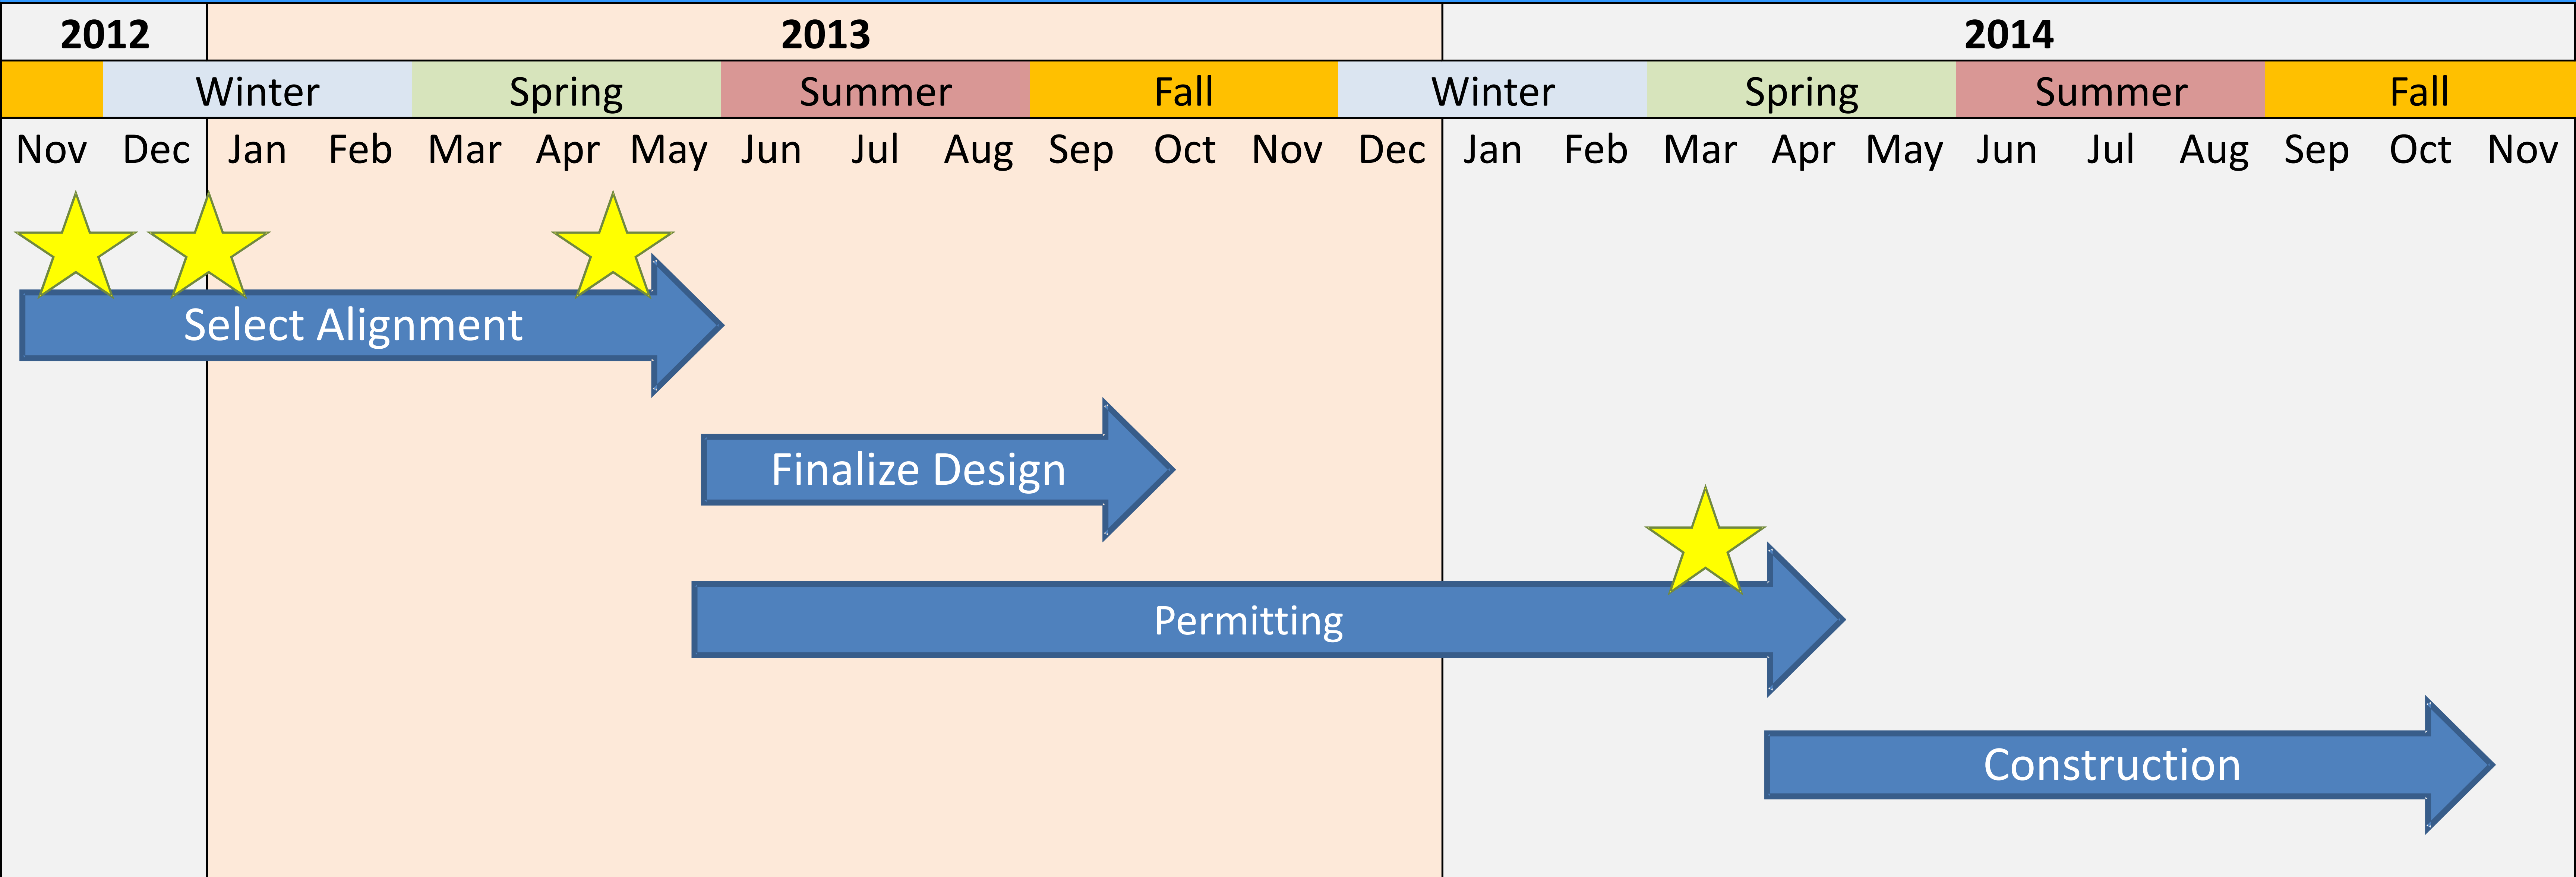 2012 2013 2014
Winter Spring Summer Fall Winter Spring Summer Fall
Nov Dec Jan Feb Mar Apr May Jun Jul Aug Sep Oct Nov Dec Jan Feb Mar Apr May Jun Jul Aug Sep Oct Nov
Select Alignment
Finalize Design
Permitting
Construction